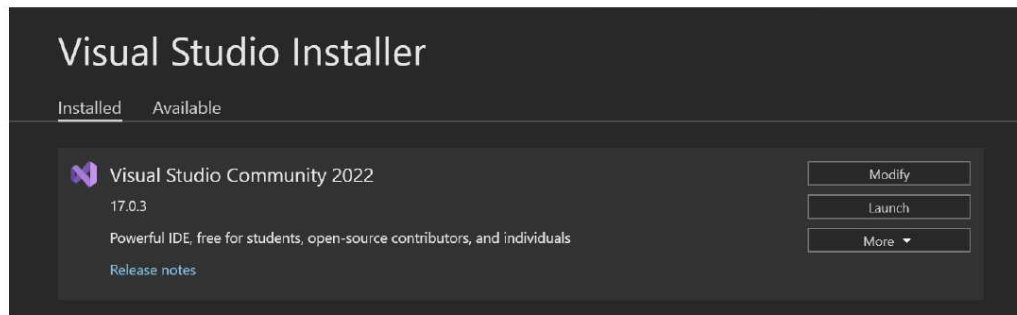 Visual Studio Installer
Installed Available
Visual Studio Community 2022
Modify
17.0.3
Launch
Powerful IDE, free for students, open-source contributors, and individuals
More
Release notes